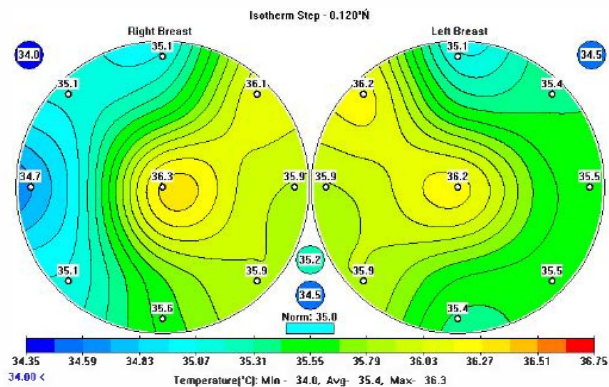 Isotherm Step - 0.120°Ń
Right Breast Left Breast
34.0 35.1 35.1 34.5
35.1 36.1 36.2 35.4
34.7 36.3 35.9 35.9 36.2 35.5
35.1 35.9 35.9 35.5
35.6 35.2 35.4
34.5
Norm: 35.0
34.35 34.59 34.83 35.07 35.31 35.55 35.79 36.03 36.27 36.51 36.75
34.00 < Temperature(°C): Min - 34.0, Avg- 35.4, Max- 36.3